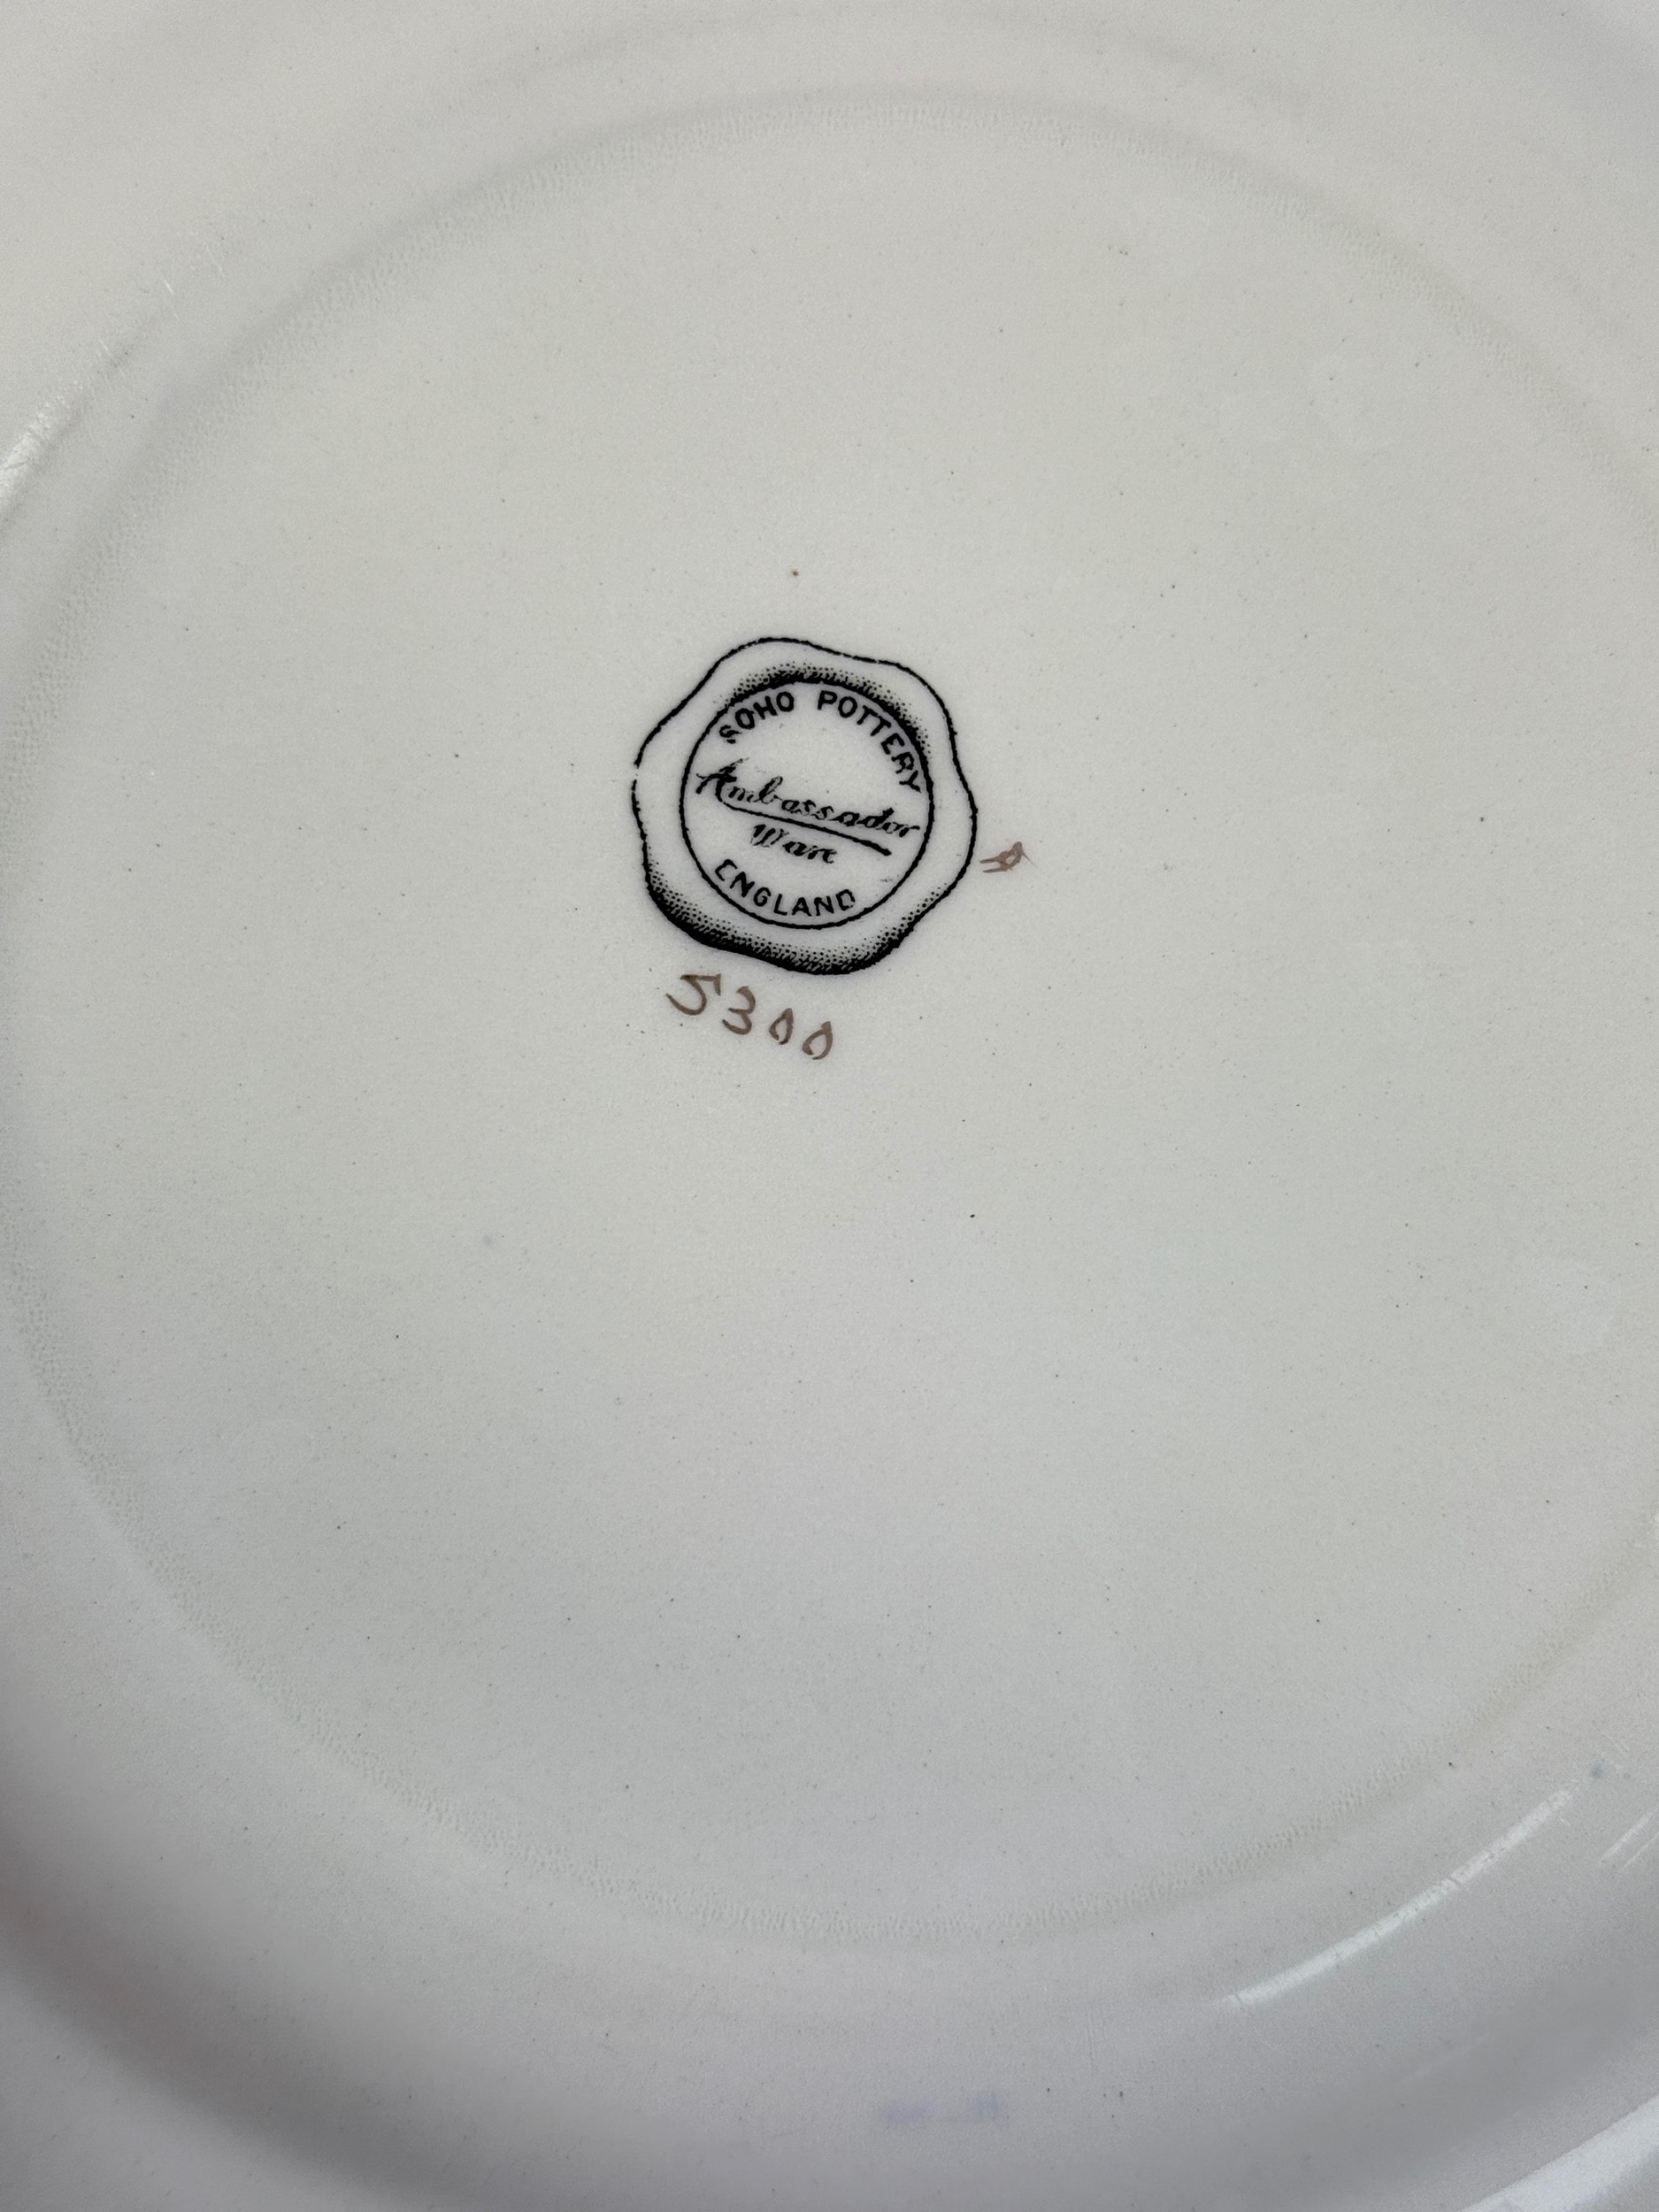 SOHO POTTERY
Ambassador
Ware
ENGLAND
5300